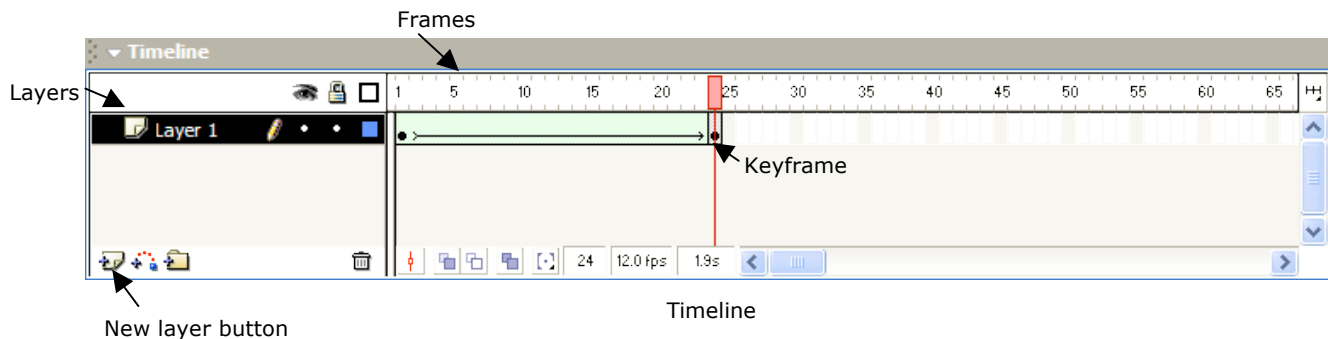 Frames
Timeline
Layers
1 5 10 15 20 25 30 35 40 45 50 55 60 65
Layer 1
Keyframe
24 12.0 fps 1.9s
Timeline
New layer button